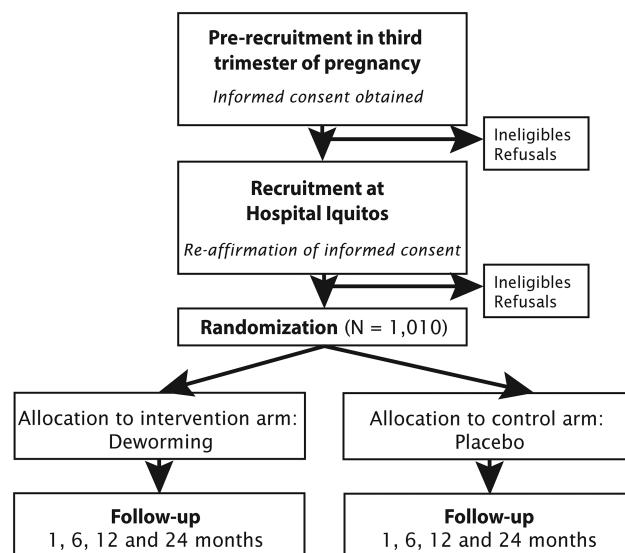 Pre-recruitment in third
trimester of pregnancy
Informed consent obtained
Ineligibles
Refusals
Recruitment at
Hospital Iquitos
Re-affirmation of informed consent
Ineligibles
Refusals
Randomization (N = 1,010)
Allocation to intervention arm:
Deworming
Allocation to control arm:
Placebo
Follow-up
1, 6, 12 and 24 months
Follow-up
1, 6, 12 and 24 months